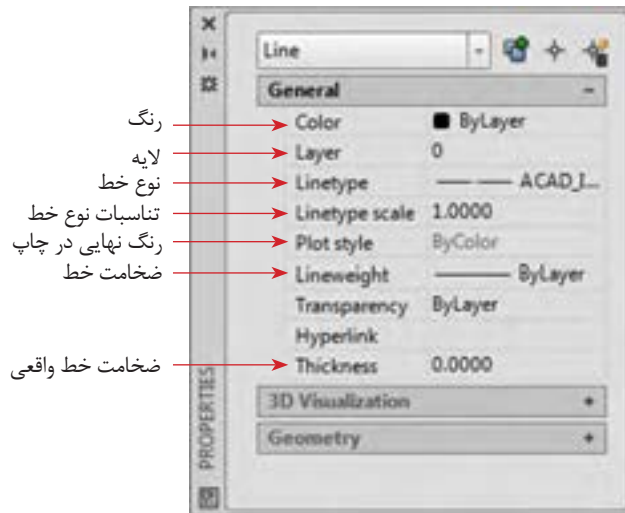 Line
General
رنگ Color ByLayer
لایه Layer 0
نوع خط Linetype ACAD_I...
تناسبات نوع خط Linetype scale 1.0000
رنگ نهایی در چاپ Plot style ByColor
ضخامت خط Lineweight ByLayer
Transparency ByLayer
Hyperlink
ضخامت خط واقعی Thickness 0.0000
3D Visualization
Geometry
PROPERTIES